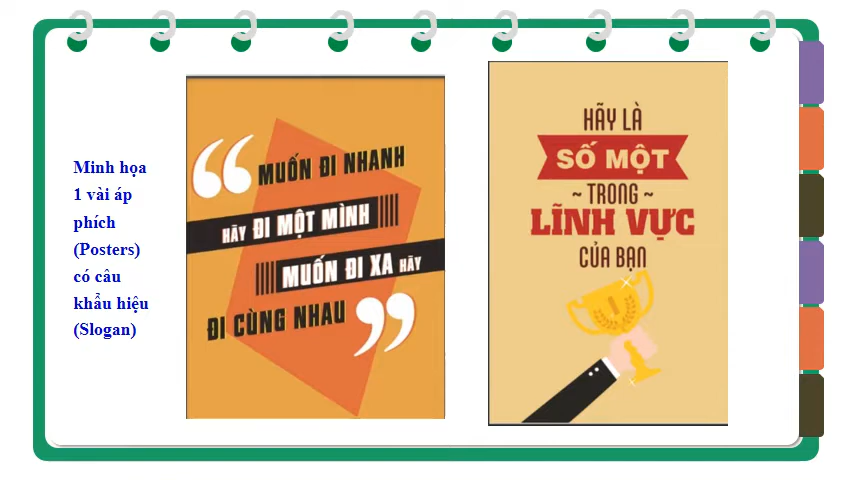 Minh họa
1 vài áp
phích
(Posters)
có câu
khẩu hiệu
(Slogan)
MUỐN ĐI NHANH
HÃY ĐI MỘT MÌNH
MUỐN ĐI XA HÃY
ĐI CÙNG NHAU
HÃY LÀ
SỐ MỘT
~ TRONG ~
LĨNH VỰC
CỦA BẠN
1